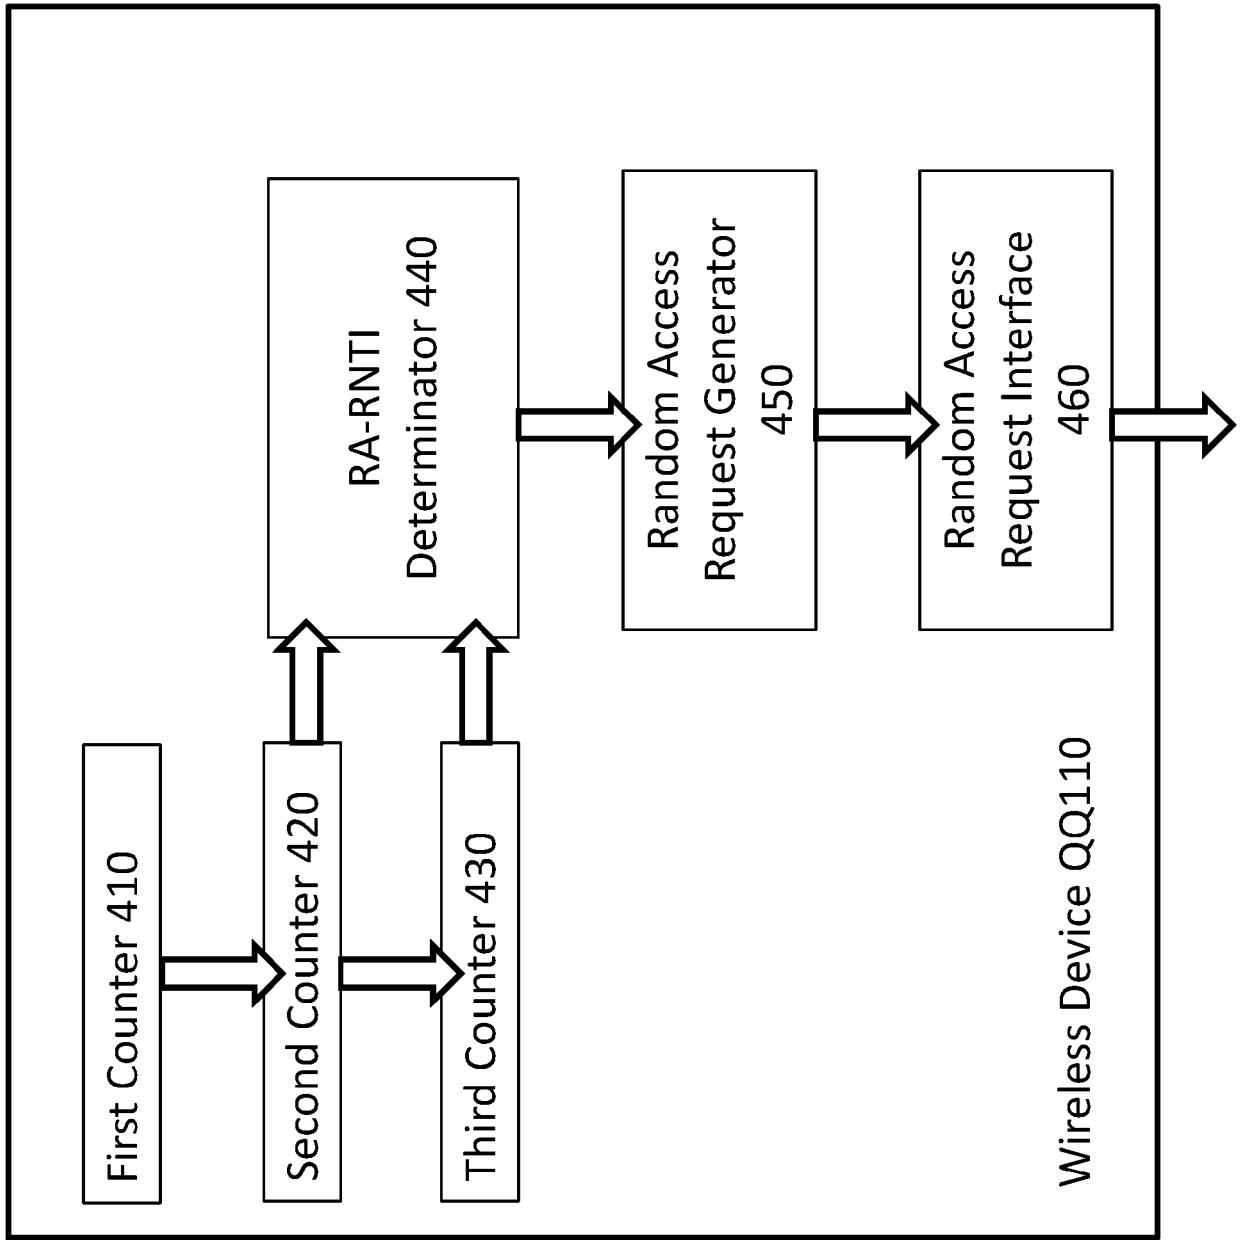 First Counter 410
Second Counter 420
Third Counter 430
RA-RNTI
Determinator 440
Random Access
Request Generator
450
Random Access
Request Interface
460
Wireless Device QQ110